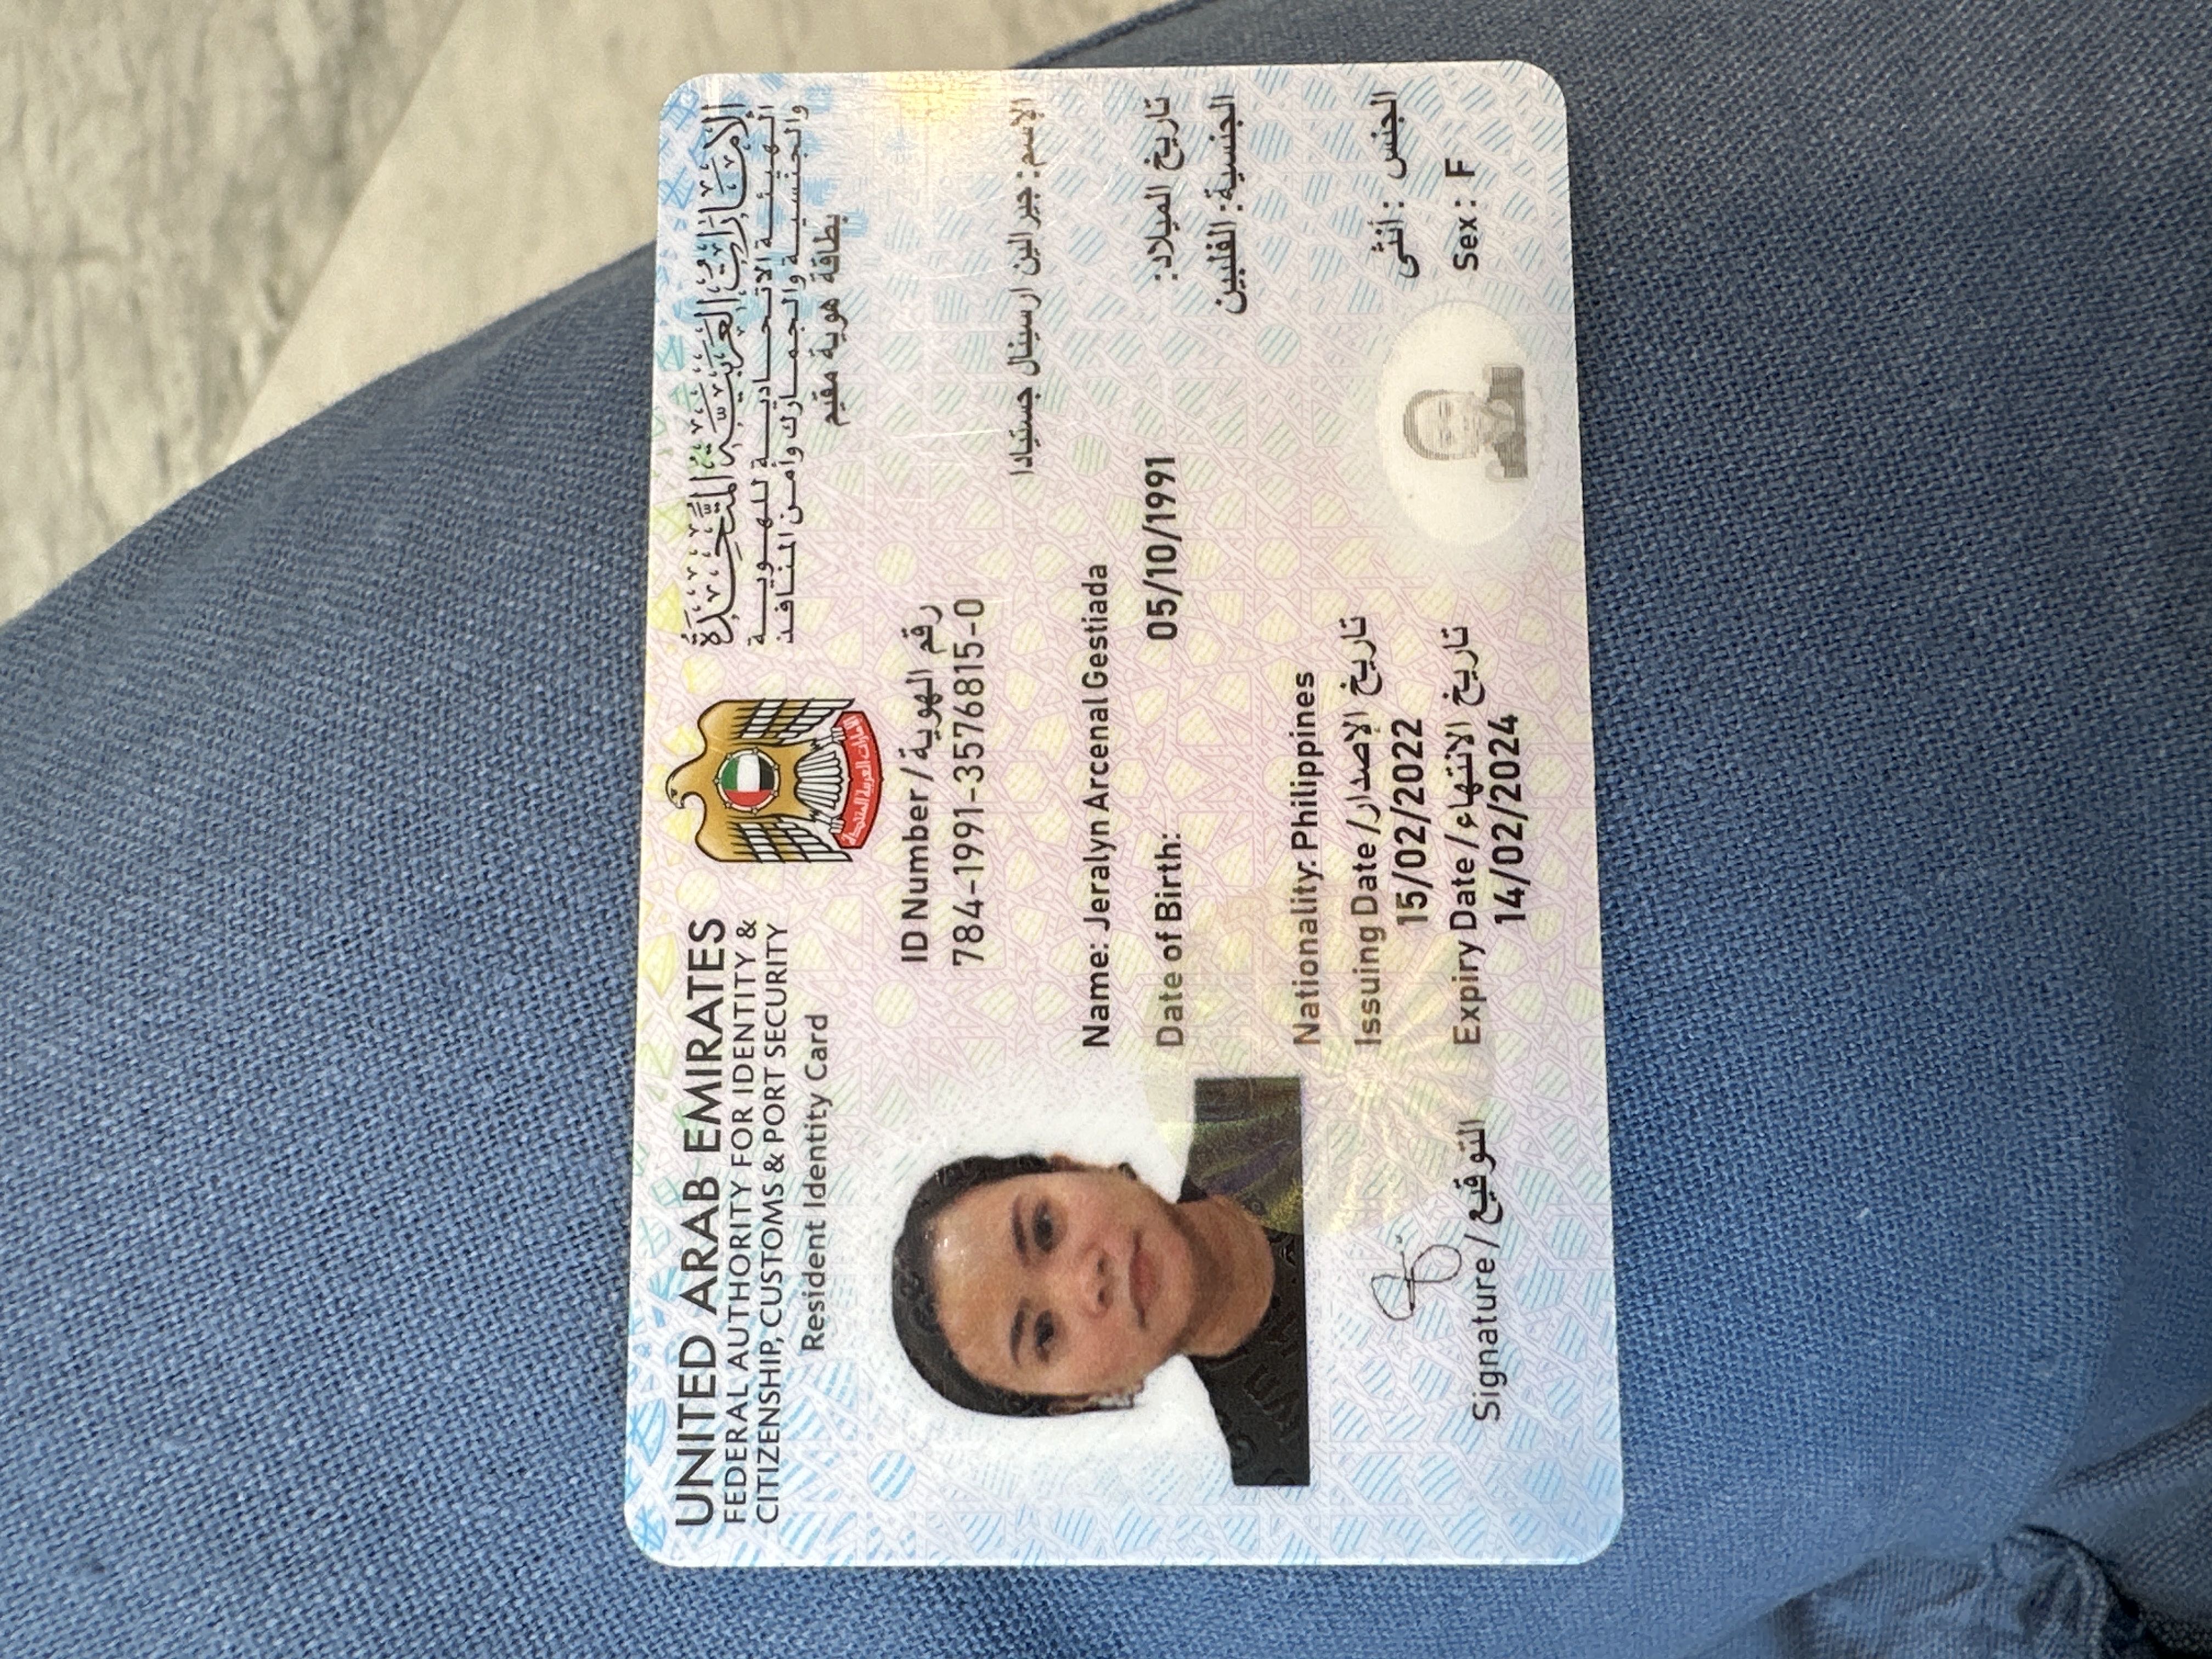 UNITED ARAB EMIRATES
FEDERAL AUTHORITY FOR IDENTITY &
CITIZENSHIP, CUSTOMS & PORT SECURITY
Resident Identity Card
الإمارات العربية المتحدة
الهيئة الاتحادية للهوية
والجنسية والجمارك وأمن المنافذ
بطاقة هوية مقيم
الإمارات العربية المتحدة
ID Number / رقم الهوية
784-1991-3576815-0
الإسم: جيرالين ارسينال جستيادا
Name: Jeralyn Arcenal Gestiada
Date of Birth: 05/10/1991 تاريخ الميلاد:
الجنسية: الفلبين
Nationality: Philippines
Issuing Date / تاريخ الإصدار
15/02/2022
Expiry Date / تاريخ الانتهاء
14/02/2024
الجنس : أنثى
Sex: F
Signature / التوقيع